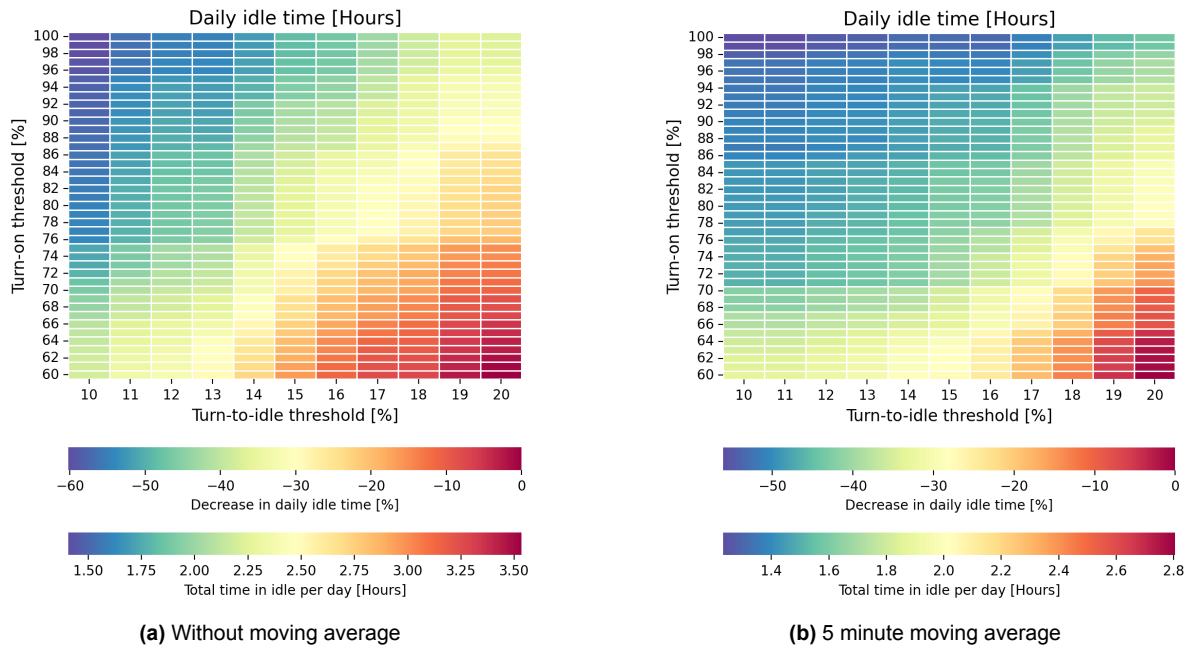 Daily idle time [Hours]
100
98
96
94
92
90
88
86
84
82
80
78
76
74
72
70
68
66
64
62
60
Turn-on threshold [%]
10 11 12 13 14 15 16 17 18 19 20
Turn-to-idle threshold [%]
−60 −50 −40 −30 −20 −10 0
Decrease in daily idle time [%]
1.50 1.75 2.00 2.25 2.50 2.75 3.00 3.25 3.50
Total time in idle per day [Hours]
(a) Without moving average
Daily idle time [Hours]
100
98
96
94
92
90
88
86
84
82
80
78
76
74
72
70
68
66
64
62
60
Turn-on threshold [%]
10 11 12 13 14 15 16 17 18 19 20
Turn-to-idle threshold [%]
−50 −40 −30 −20 −10 0
Decrease in daily idle time [%]
1.4 1.6 1.8 2.0 2.2 2.4 2.6 2.8
Total time in idle per day [Hours]
(b) 5 minute moving average